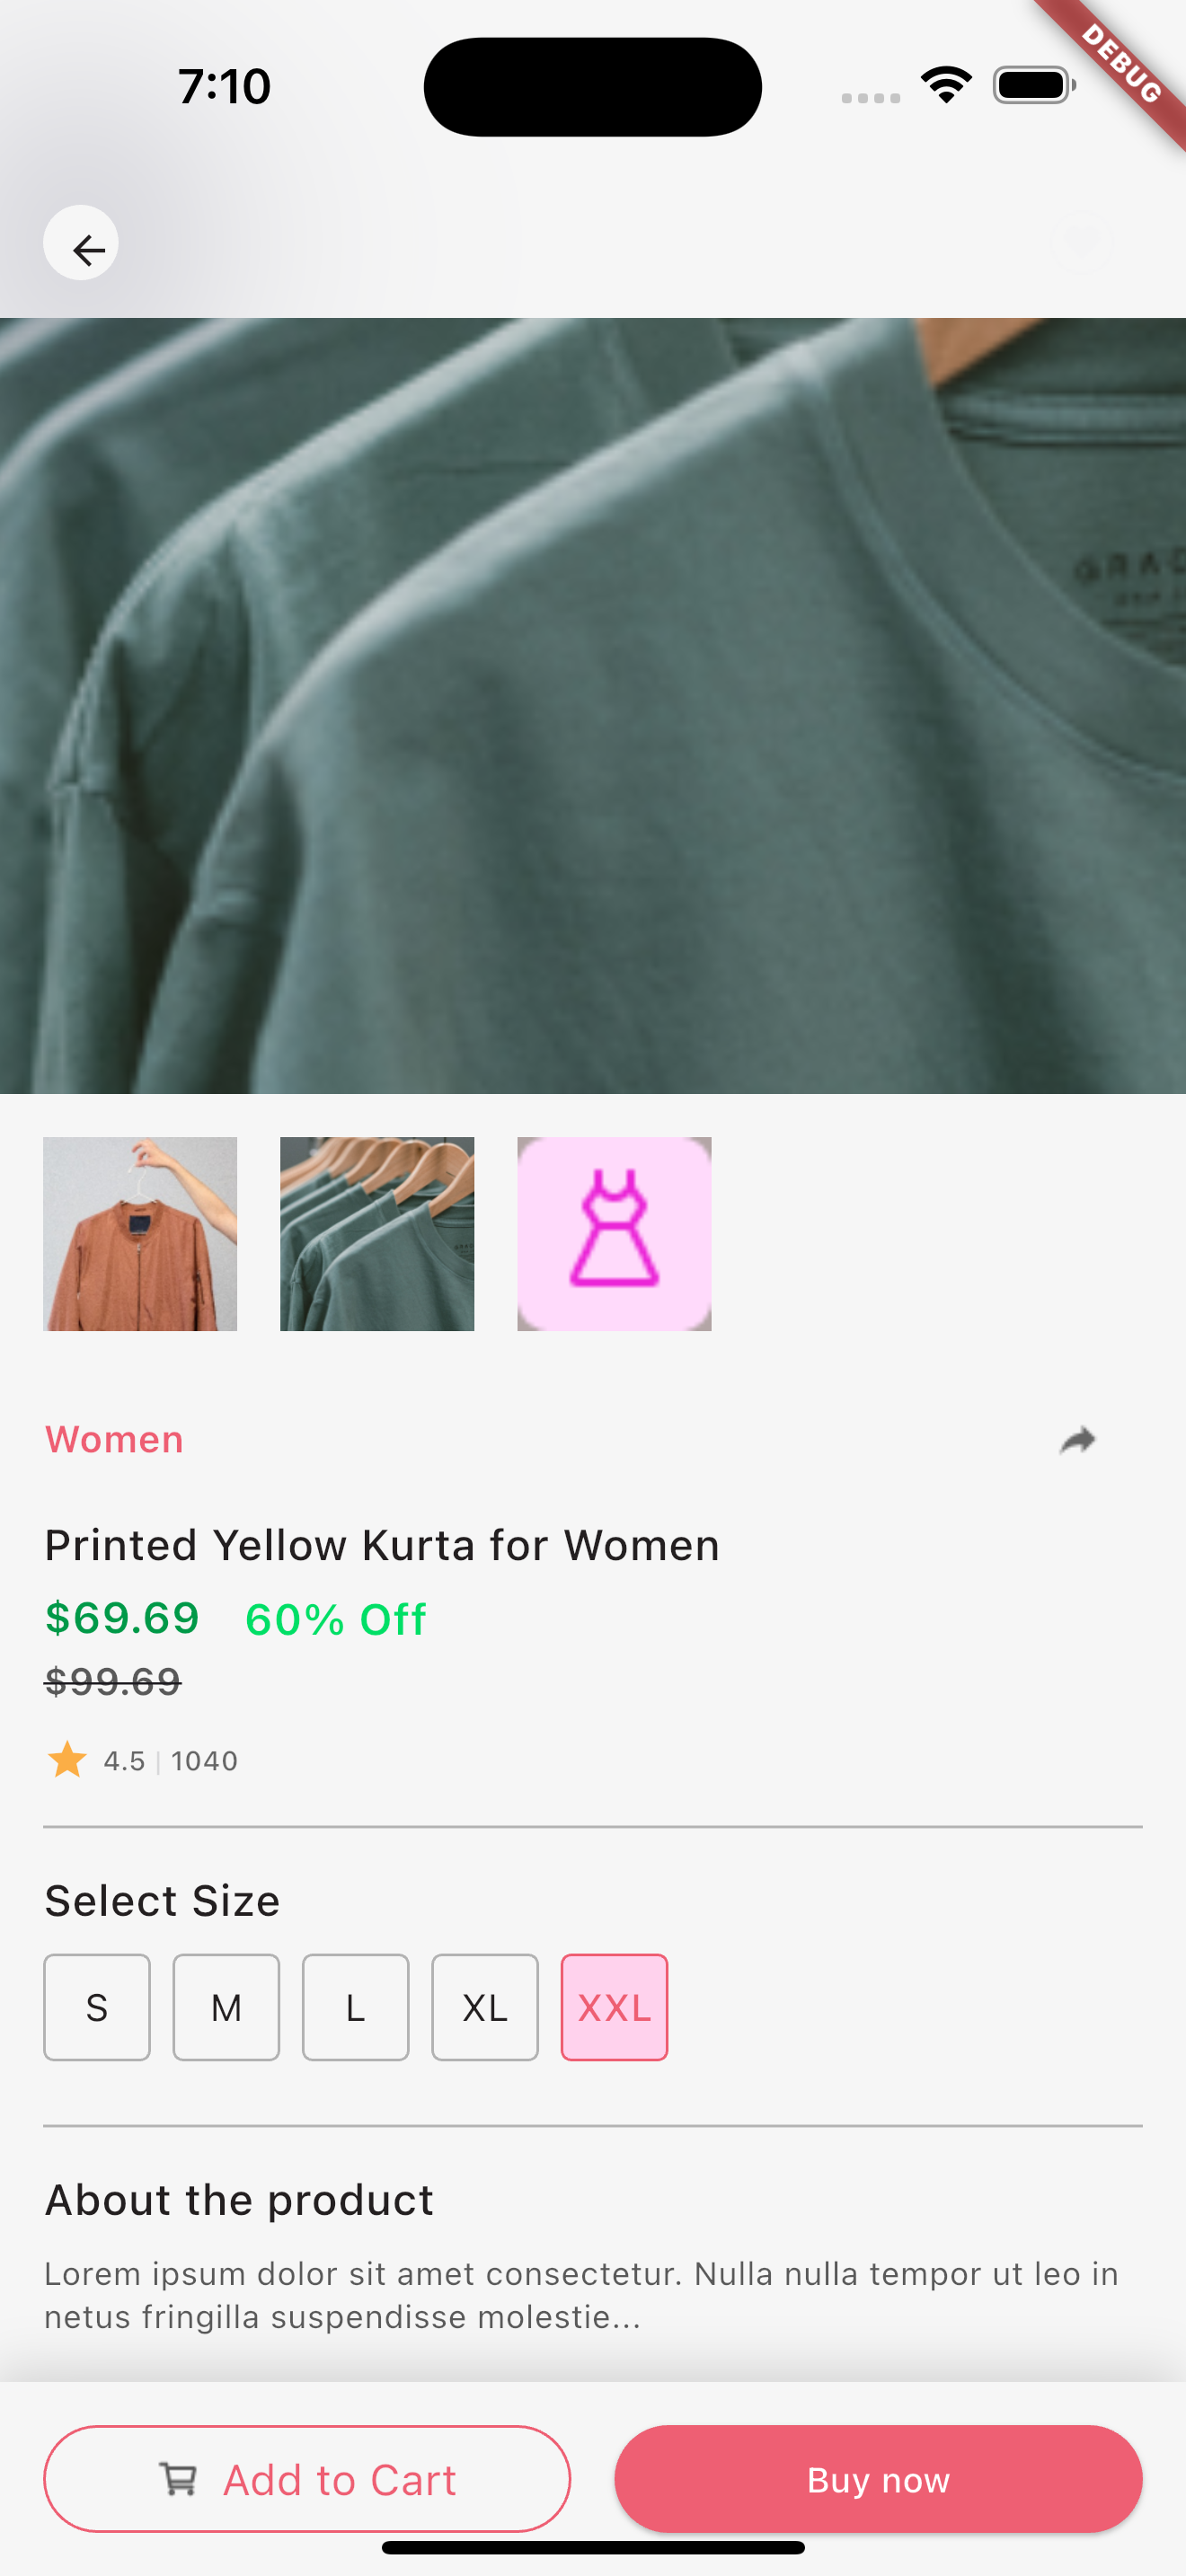 7:10
DEBUG
GRAD
Women
Printed Yellow Kurta for Women
$69.69 60% Off
$99.69
4.5 | 1040
Select Size
S M L XL XXL
About the product
Lorem ipsum dolor sit amet consectetur. Nulla nulla tempor ut leo in
netus fringilla suspendisse molestie...
Add to Cart Buy now